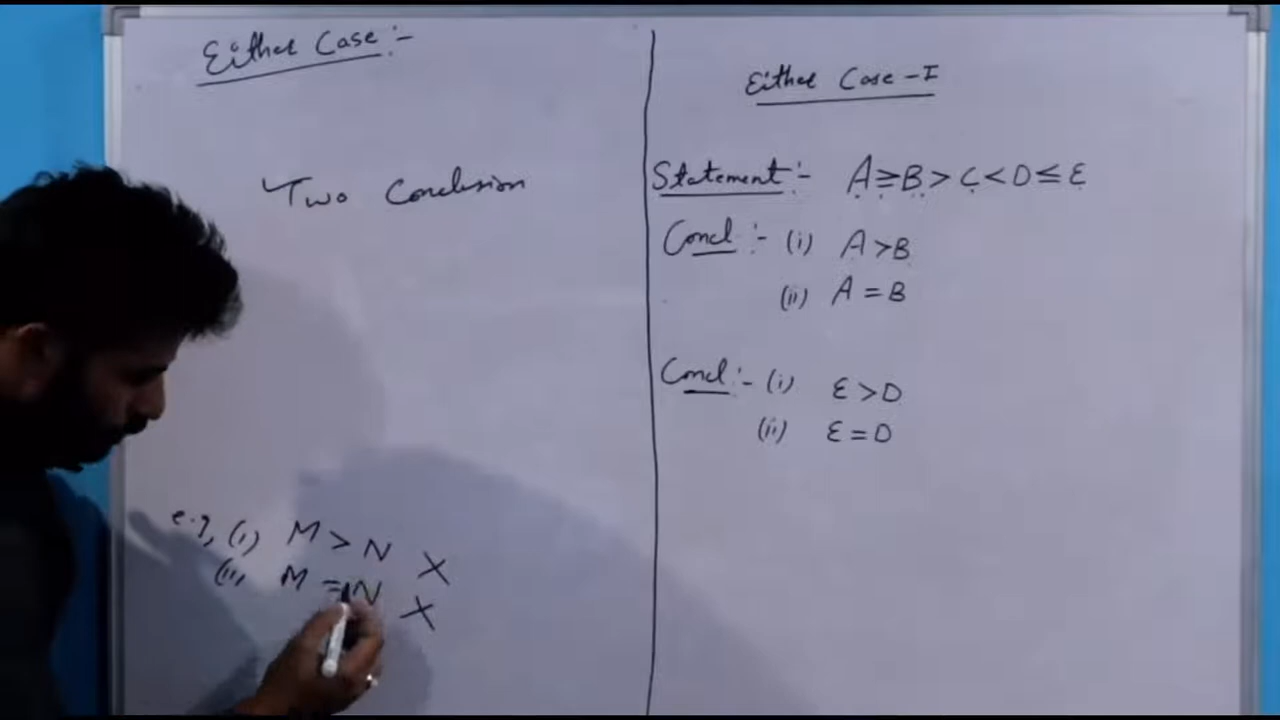 Either Case :-
Two Conclusion
e.g, (i) M > N X
(ii) M = N X
Either Case - I
Statement :- A ≥ B > C < D ≤ E
Concl :- (i) A > B
(ii) A = B
Concl :- (i) E > D
(ii) E = D